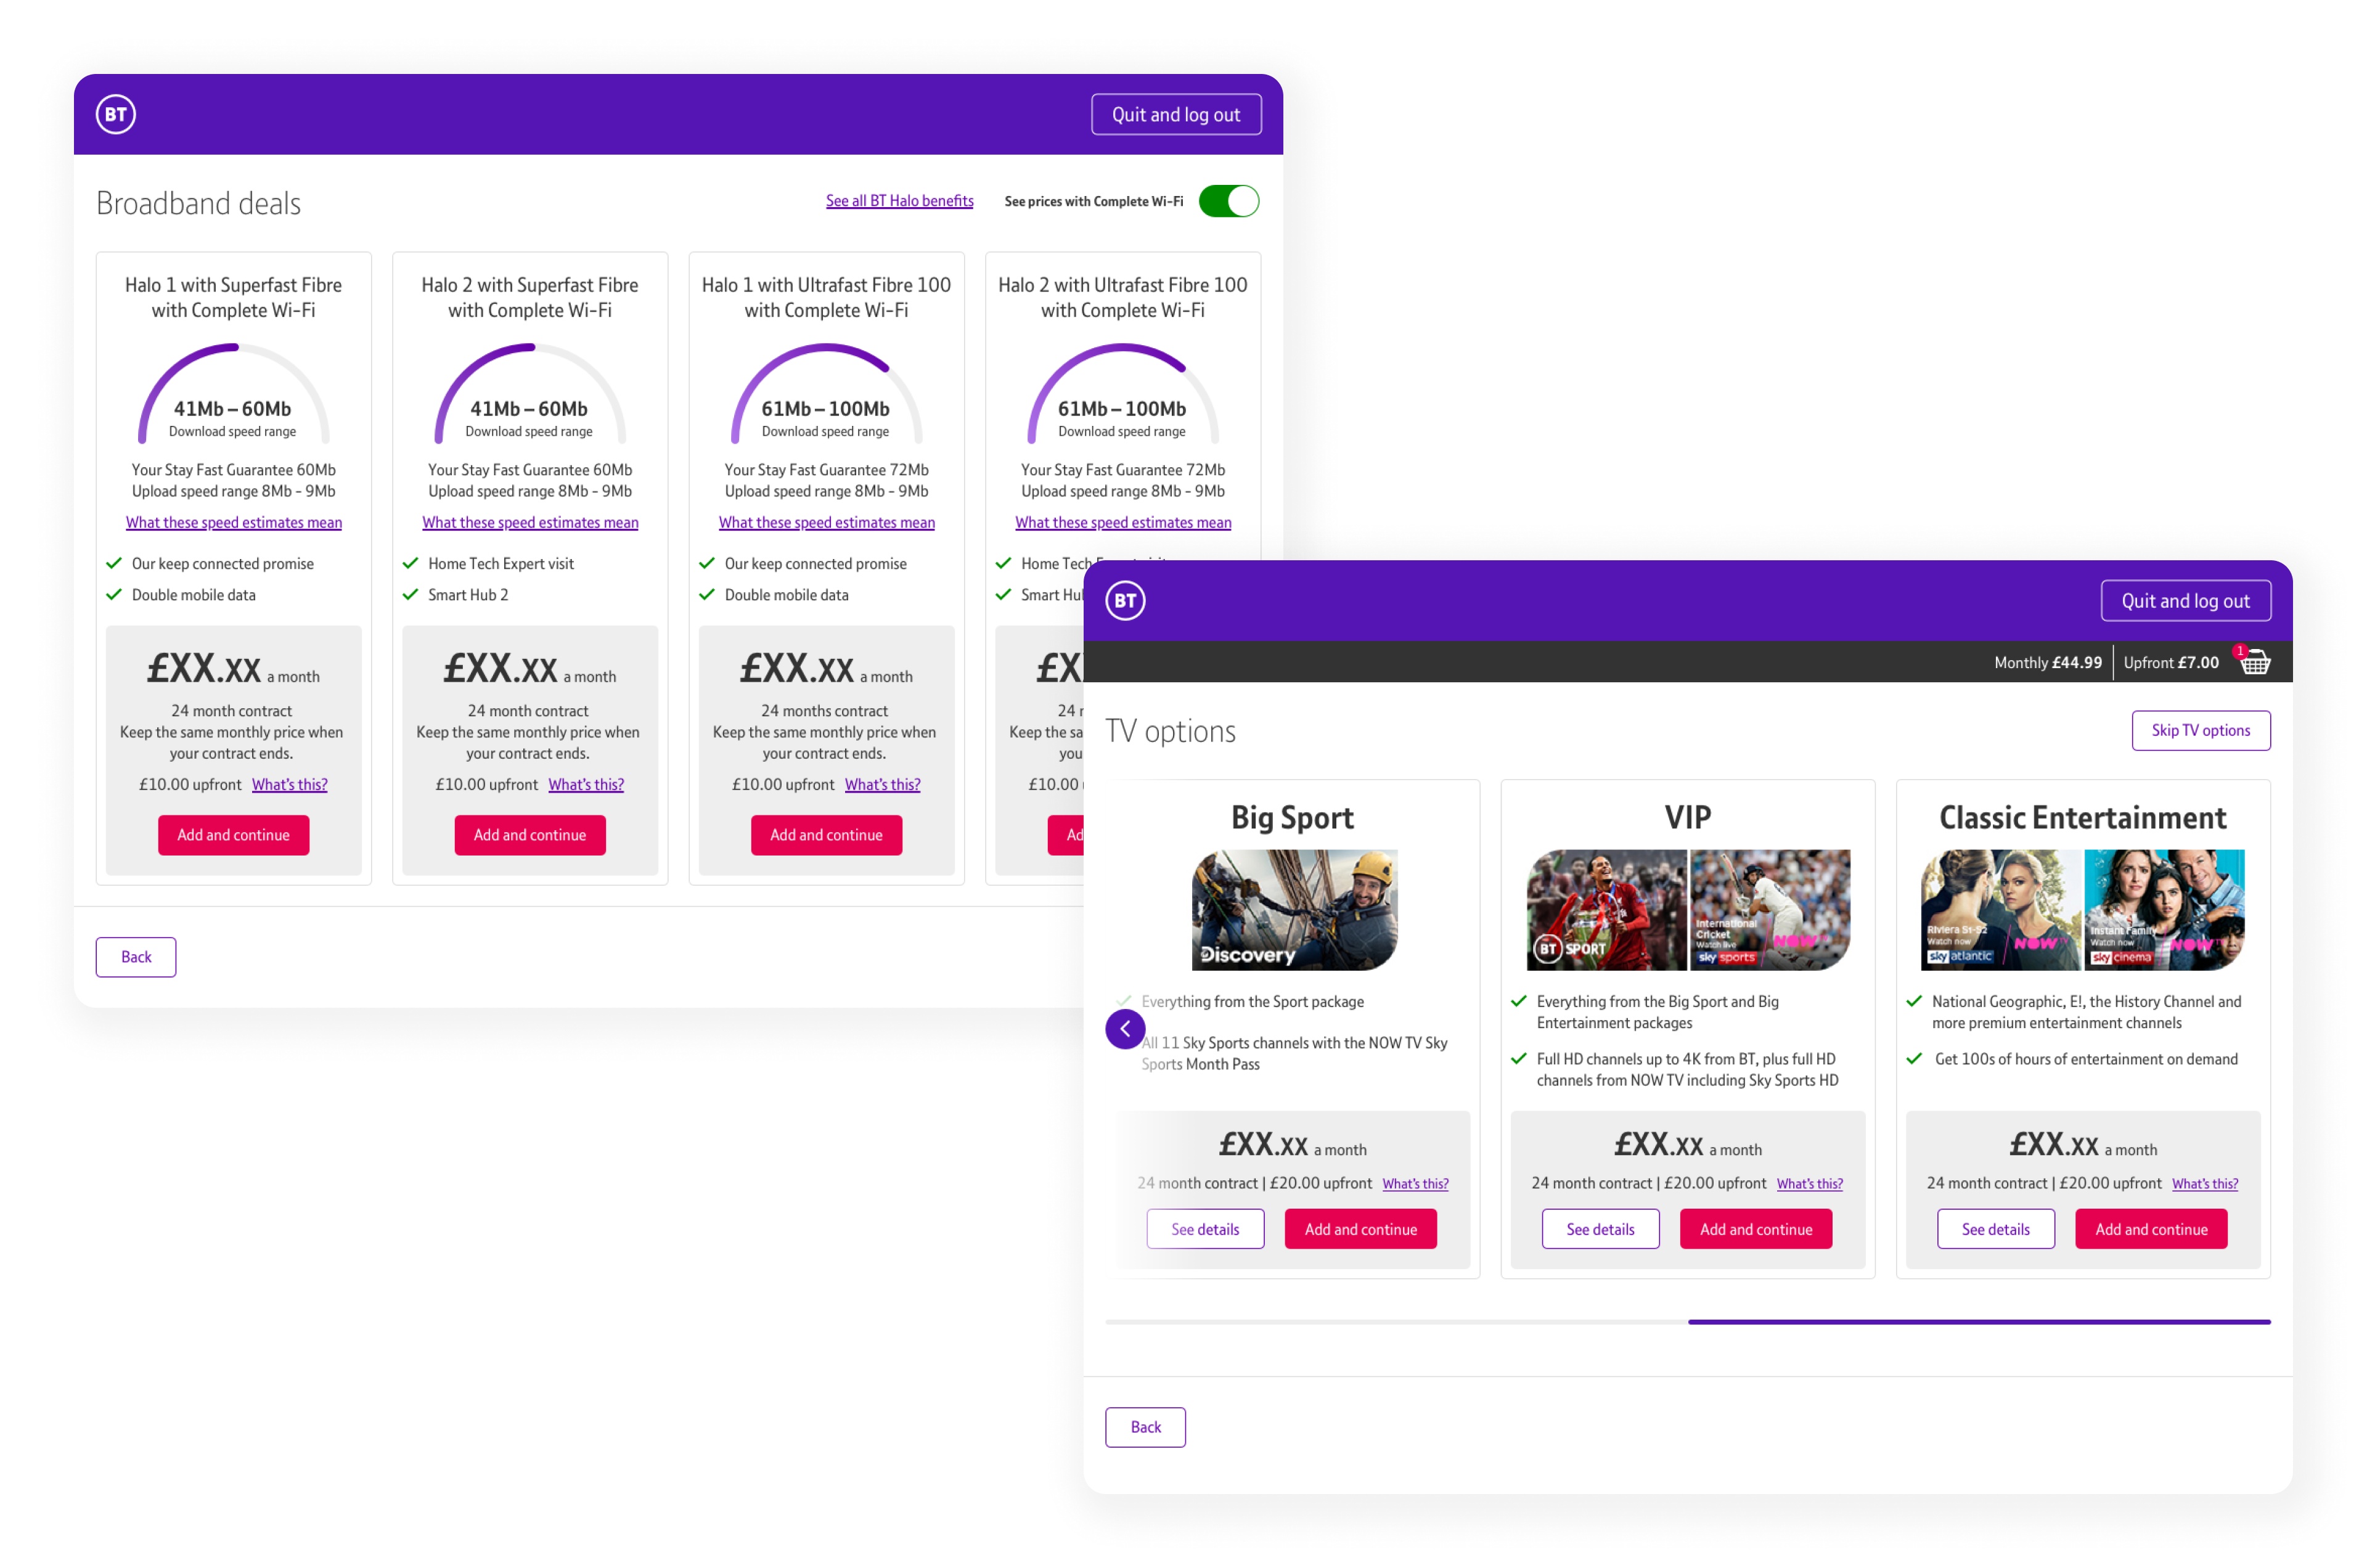 BT
Quit and log out
Broadband deals
See all BT Halo benefits
See prices with Complete Wi-Fi
Halo 1 with Superfast Fibre
with Complete Wi-Fi
41Mb – 60Mb
Download speed range
Your Stay Fast Guarantee 60Mb
Upload speed range 8Mb - 9Mb
What these speed estimates mean
Our keep connected promise
Double mobile data
£XX.XX a month
24 month contract
Keep the same monthly price when
your contract ends.
£10.00 upfront What's this?
Add and continue
Halo 2 with Superfast Fibre
with Complete Wi-Fi
41Mb – 60Mb
Download speed range
Your Stay Fast Guarantee 60Mb
Upload speed range 8Mb - 9Mb
What these speed estimates mean
Home Tech Expert visit
Smart Hub 2
£XX.XX a month
24 month contract
Keep the same monthly price when
your contract ends.
£10.00 upfront What's this?
Add and continue
Halo 1 with Ultrafast Fibre 100
with Complete Wi-Fi
61Mb – 100Mb
Download speed range
Your Stay Fast Guarantee 72Mb
Upload speed range 8Mb - 9Mb
What these speed estimates mean
Our keep connected promise
Double mobile data
£XX.XX a month
24 months contract
Keep the same monthly price when
your contract ends.
£10.00 upfront What's this?
Add and continue
Halo 2 with Ultrafast Fibre 100
with Complete Wi-Fi
61Mb – 100Mb
Download speed range
Your Stay Fast Guarantee 72Mb
Upload speed range 8Mb - 9Mb
What these speed estimates mean
Home Tech
Smart
24
Keep the
£10.00
Back
BT
Quit and log out
Monthly £44.99
Upfront £7.00
1
TV options
Skip TV options
Big Sport
Discovery
Everything from the Sport package
All 11 Sky Sports channels with the NOW TV Sky
Sports Month Pass
£XX.XX a month
24 month contract | £20.00 upfront What's this?
See details
Add and continue
VIP
BT SPORT
International
Cricket
Watch live
NOW TV
sky sports
Everything from the Big Sport and Big
Entertainment packages
Full HD channels up to 4K from BT, plus full HD
channels from NOW TV including Sky Sports HD
£XX.XX a month
24 month contract | £20.00 upfront What's this?
See details
Add and continue
Classic Entertainment
Riviera S1-S2
Watch now
NOW TV
sky atlantic
Instant Family
Watch now
NOW TV
sky cinema
National Geographic, E!, the History Channel and
more premium entertainment channels
Get 100s of hours of entertainment on demand
£XX.XX a month
24 month contract | £20.00 upfront What's this?
See details
Add and continue
Back